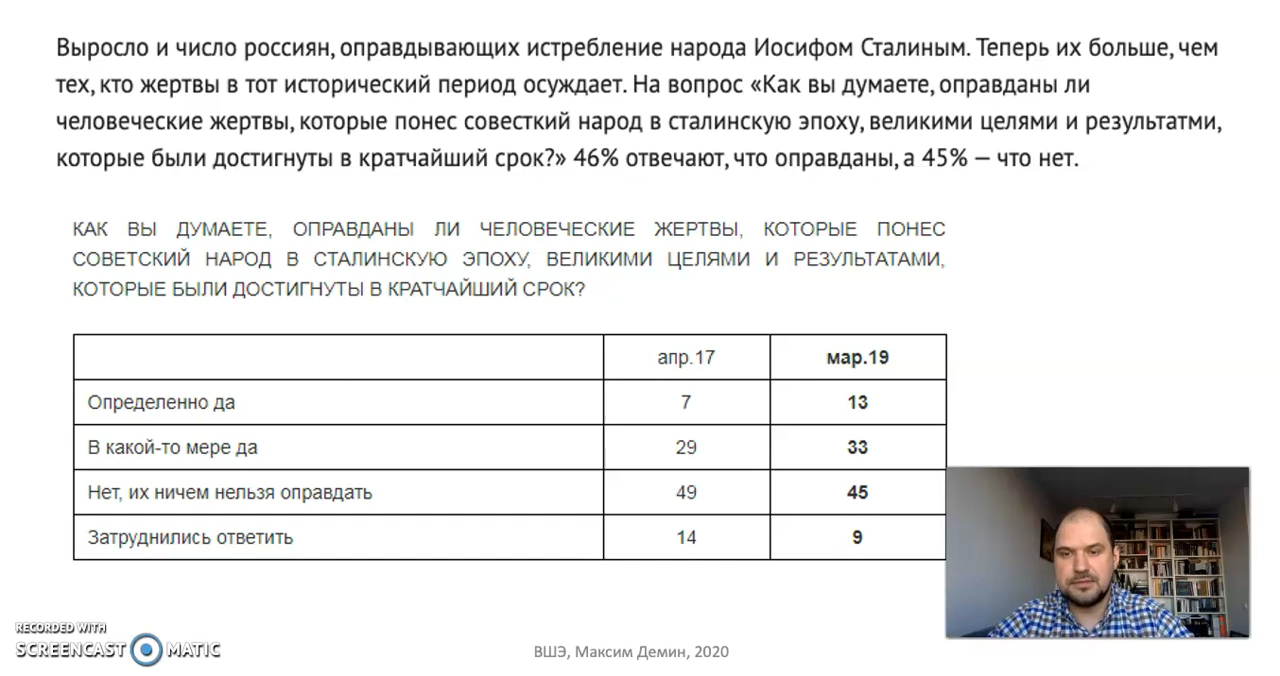 Выросло и число россиян, оправдывающих истребление народа Иосифом Сталиным. Теперь их больше, чем
тех, кто жертвы в тот исторический период осуждает. На вопрос «Как вы думаете, оправданы ли
человеческие жертвы, которые понес совесткий народ в сталинскую эпоху, великими целями и результатми,
которые были достигнуты в кратчайший срок?» 46% отвечают, что оправданы, а 45% — что нет.
КАК ВЫ ДУМАЕТЕ, ОПРАВДАНЫ ЛИ ЧЕЛОВЕЧЕСКИЕ ЖЕРТВЫ, КОТОРЫЕ ПОНЕС
СОВЕТСКИЙ НАРОД В СТАЛИНСКУЮ ЭПОХУ, ВЕЛИКИМИ ЦЕЛЯМИ И РЕЗУЛЬТАТАМИ,
КОТОРЫЕ БЫЛИ ДОСТИГНУТЫ В КРАТЧАЙШИЙ СРОК?
апр.17 мар.19
Определенно да 7 13
В какой-то мере да 29 33
Нет, их ничем нельзя оправдать 49 45
Затруднились ответить 14 9
RECORDED WITH
SCREENCAST MATIC
ВШЭ, Максим Демин, 2020